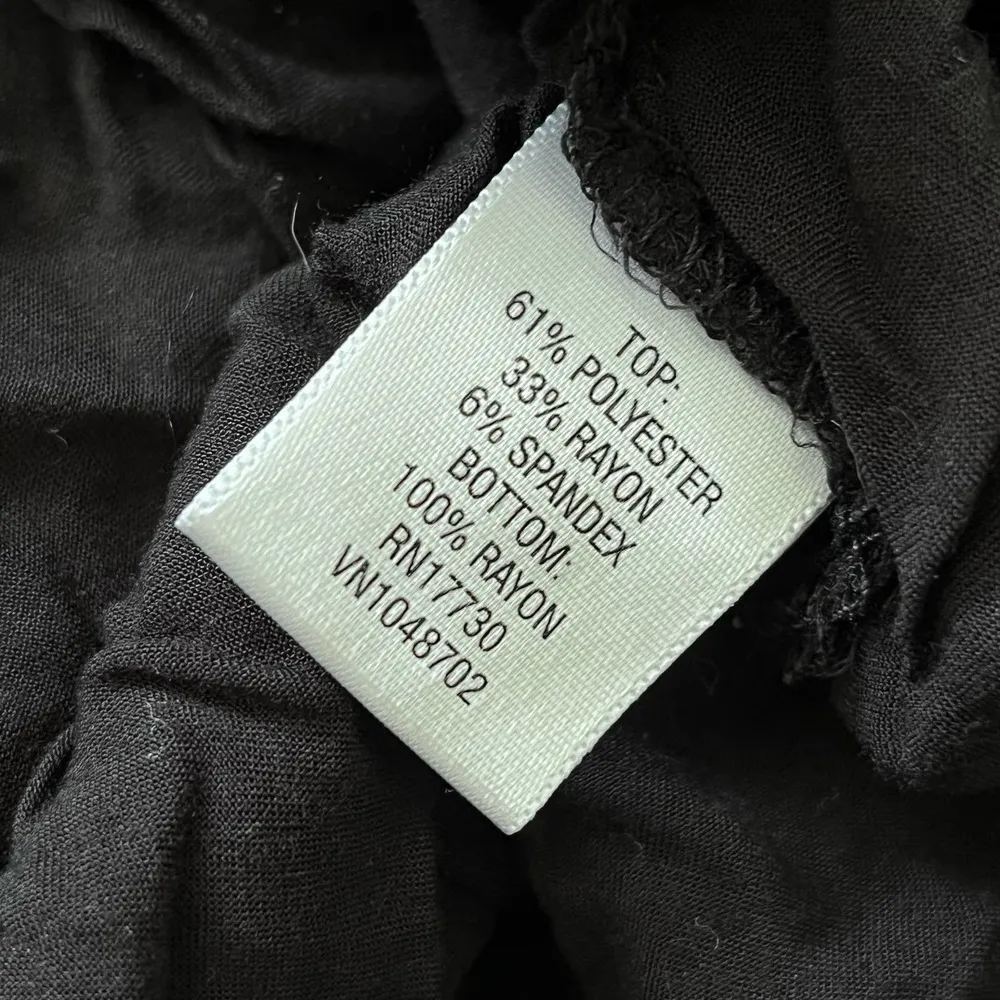 TOP:
61% POLYESTER
33% RAYON
6% SPANDEX
BOTTOM:
100% RAYON
RN17730
VN1048702